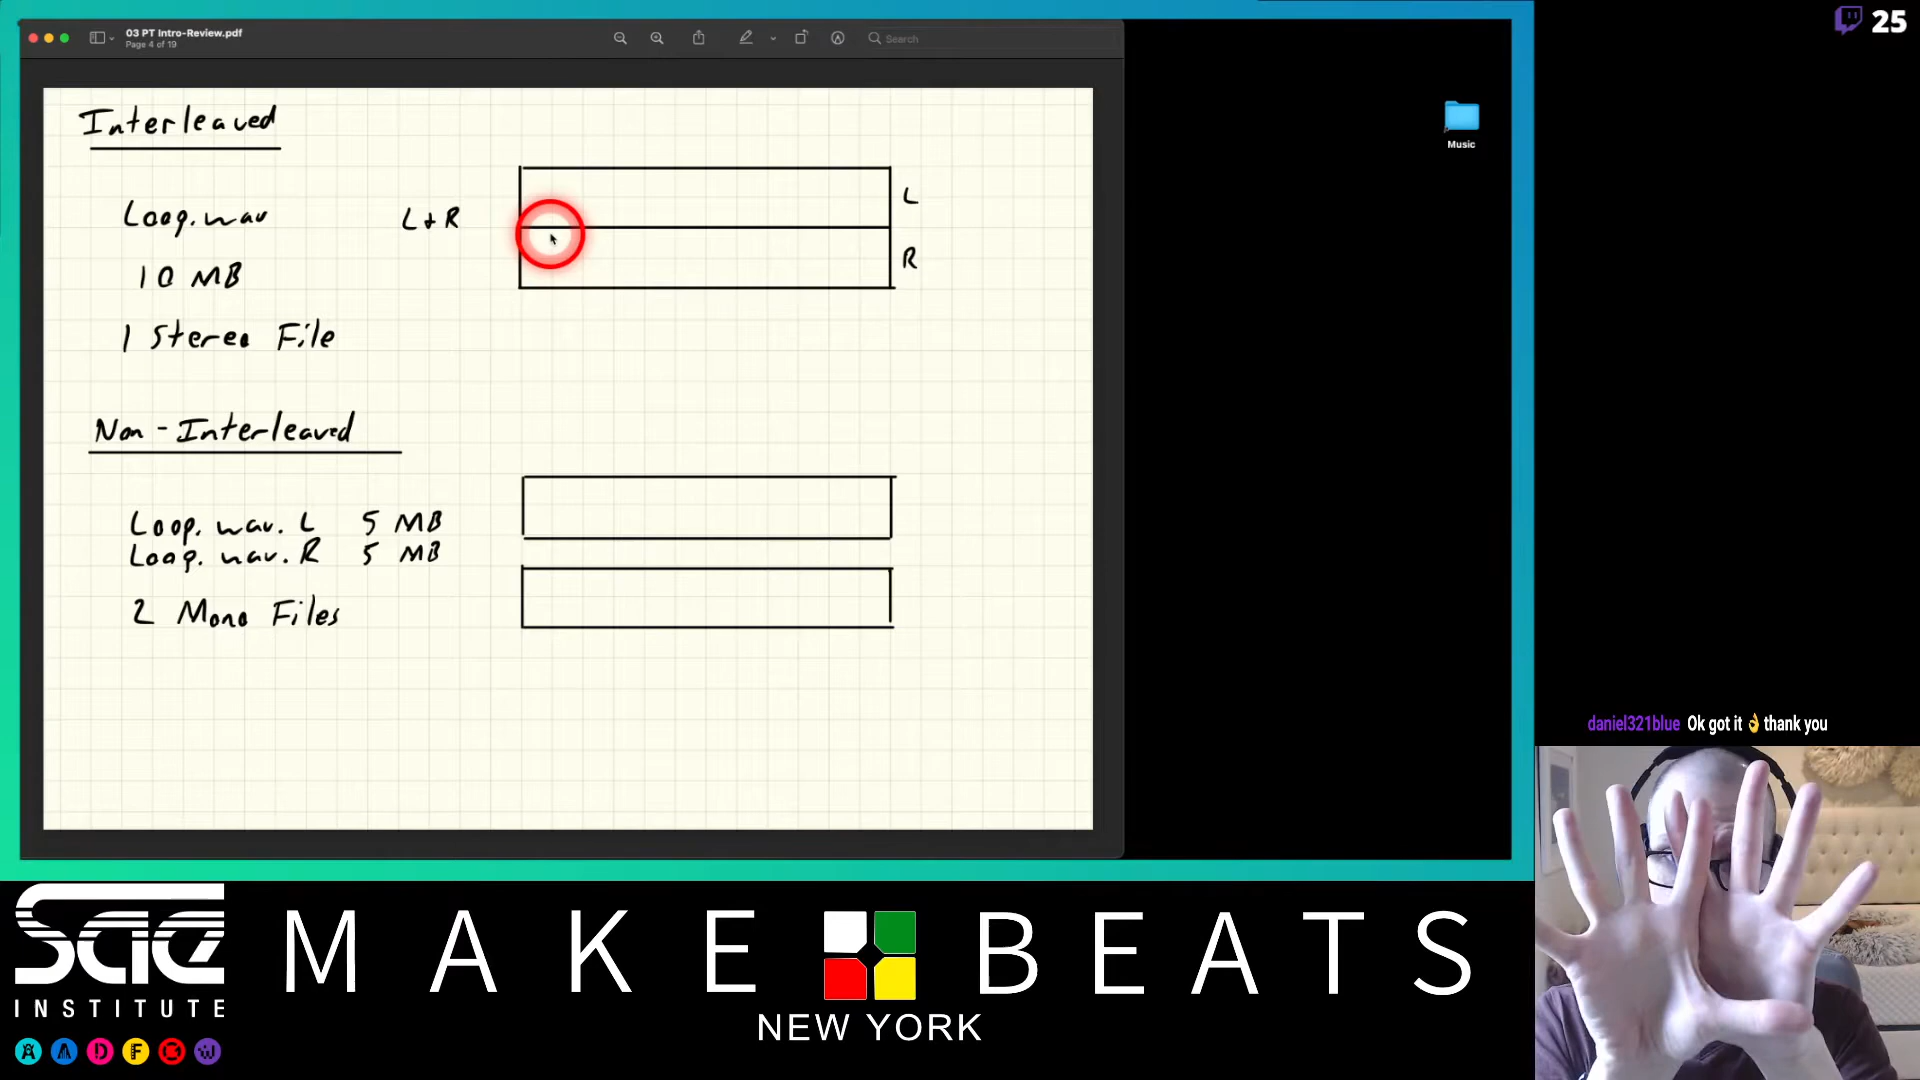 03 PT Intro-Review.pdf
Page 4 of 19
Search
25
Interleaved
Loop.wav
L+R
L
R
10 MB
1 Stereo File
Non-Interleaved
Loop.wav.L 5 MB
Loop.wav.R 5 MB
2 Mono Files
Music
daniel321blue Ok got it👌thank you
sae
INSTITUTE
MAKE BEATS
NEW YORK